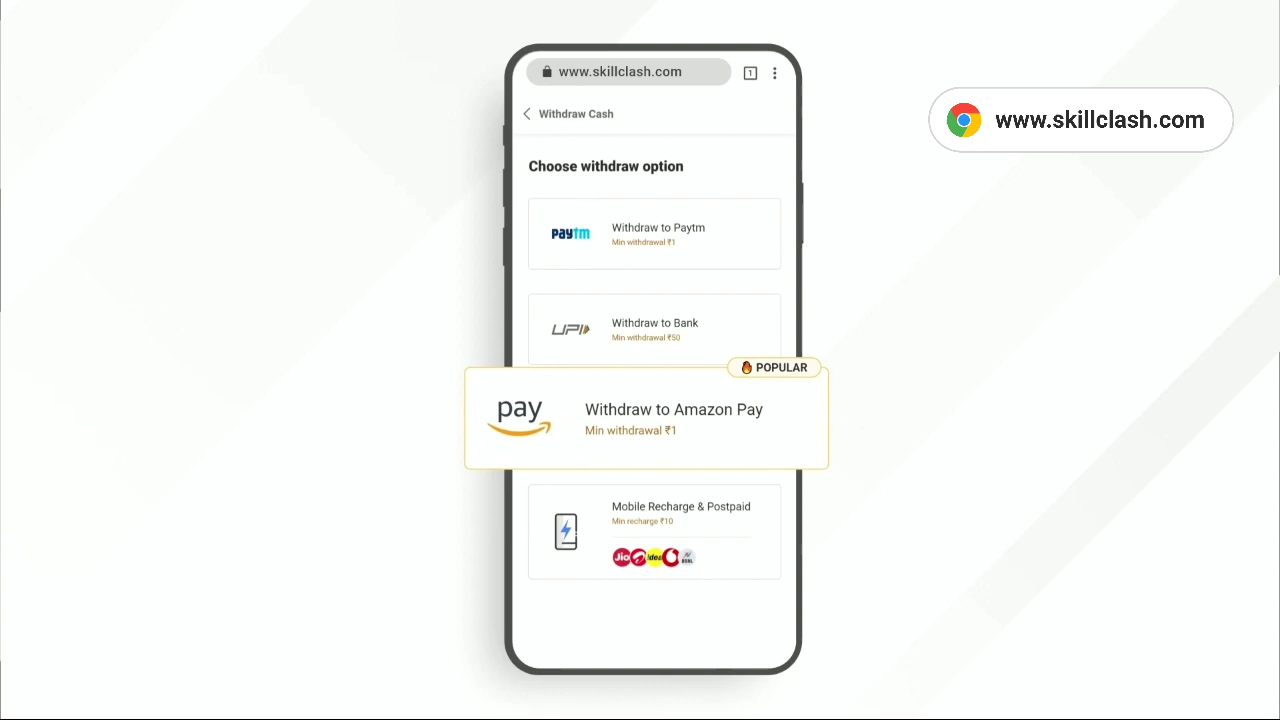 www.skillclash.com
1
www.skillclash.com
Withdraw Cash
Choose withdraw option
paytm
Withdraw to Paytm
Min withdrawal ₹1
UPI
Withdraw to Bank
Min withdrawal ₹50
POPULAR
pay
Withdraw to Amazon Pay
Min withdrawal ₹1
Mobile Recharge & Postpaid
Min recharge ₹10
Jio
idea
BSNL